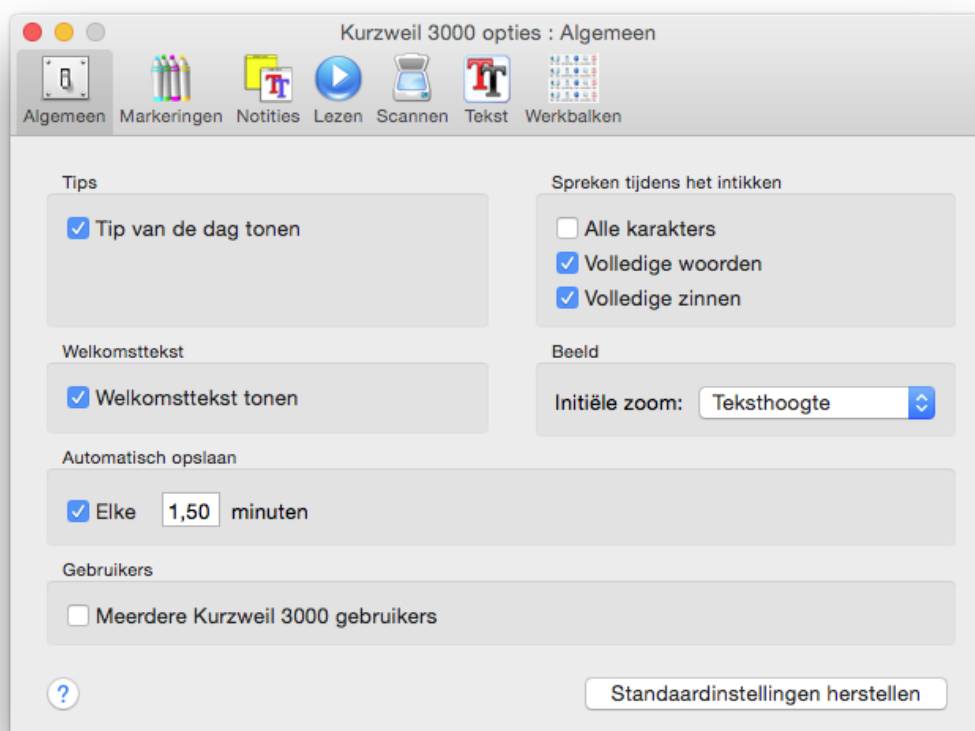 Kurzweil 3000 opties : Algemeen
Algemeen Markeringen Notities Lezen Scannen Tekst Werkbalken
Tips
Tip van de dag tonen
Spreken tijdens het intikken
Alle karakters
Volledige woorden
Volledige zinnen
Welkomsttekst
Welkomsttekst tonen
Beeld
Initiële zoom: Teksthoogte
Automatisch opslaan
Elke 1,50 minuten
Gebruikers
Meerdere Kurzweil 3000 gebruikers
? Standaardinstellingen herstellen